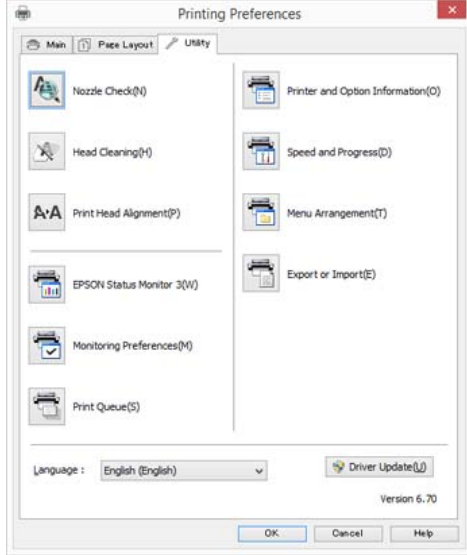 Printing Preferences
Main
Page Layout
Utility
Nozzle Check(N)
Head Cleaning(H)
A·A
Print Head Alignment(P)
EPSON Status Monitor 3(W)
Monitoring Preferences(M)
Print Queue(S)
Printer and Option Information(O)
Speed and Progress(D)
Menu Arrangement(T)
Export or Import(E)
Language :
English (English)
Driver Update(U)
Version 6.70
OK
Cancel
Help